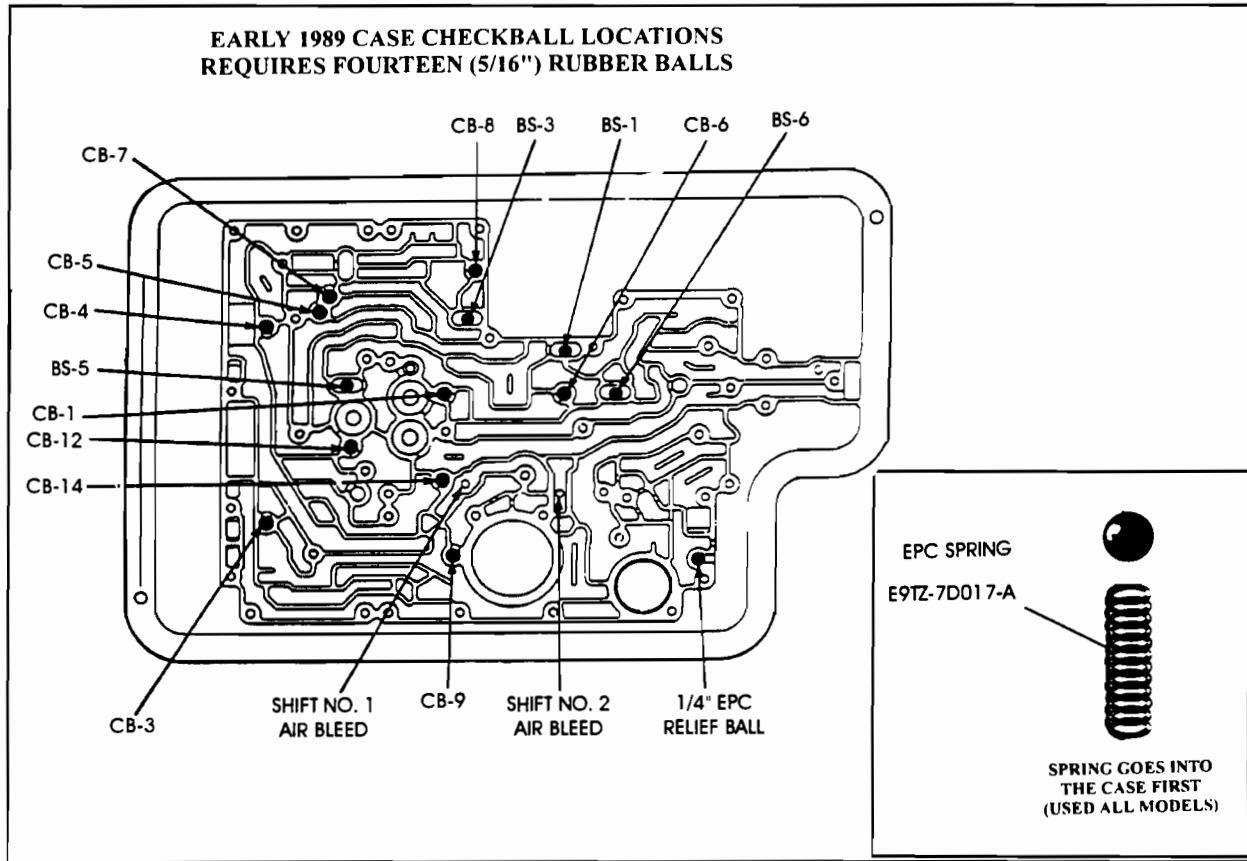 EARLY 1989 CASE CHECKBALL LOCATIONS
REQUIRES FOURTEEN (5/16") RUBBER BALLS
CB-8
BS-3
BS-1
CB-6
BS-6
CB-7
CB-5
CB-4
BS-5
CB-1
CB-12
CB-14
CB-3
SHIFT NO. 1
AIR BLEED
CB-9
SHIFT NO. 2
AIR BLEED
1/4" EPC
RELIEF BALL
EPC SPRING
E9TZ-7D017-A
SPRING GOES INTO
THE CASE FIRST
(USED ALL MODELS)